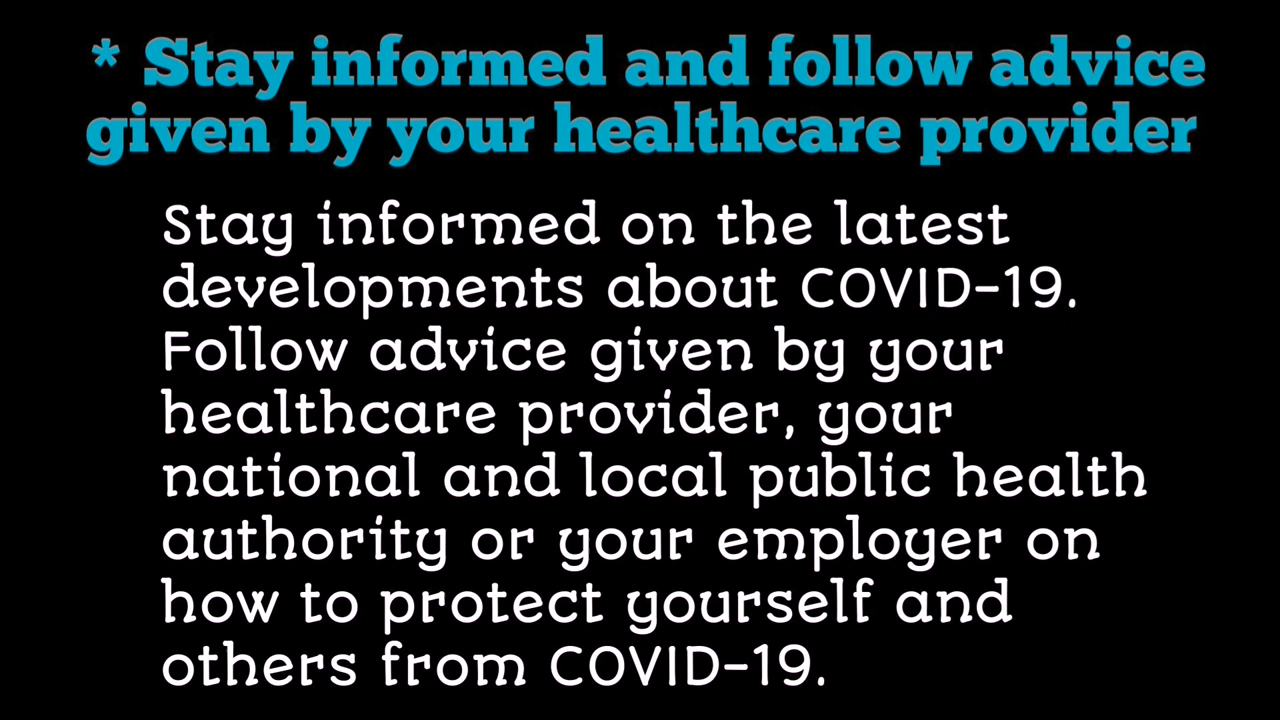 * Stay informed and follow advice
given by your healthcare provider
Stay informed on the latest
developments about COVID-19.
Follow advice given by your
healthcare provider, your
national and local public health
authority or your employer on
how to protect yourself and
others from COVID-19.